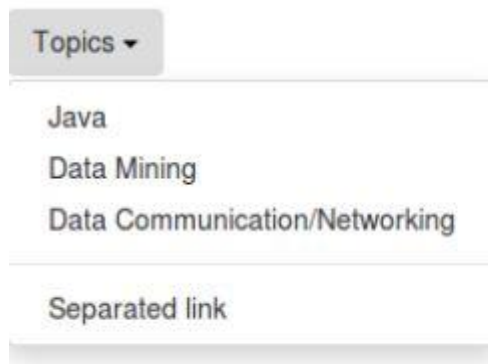 Topics
Java
Data Mining
Data Communication/Networking
Separated link